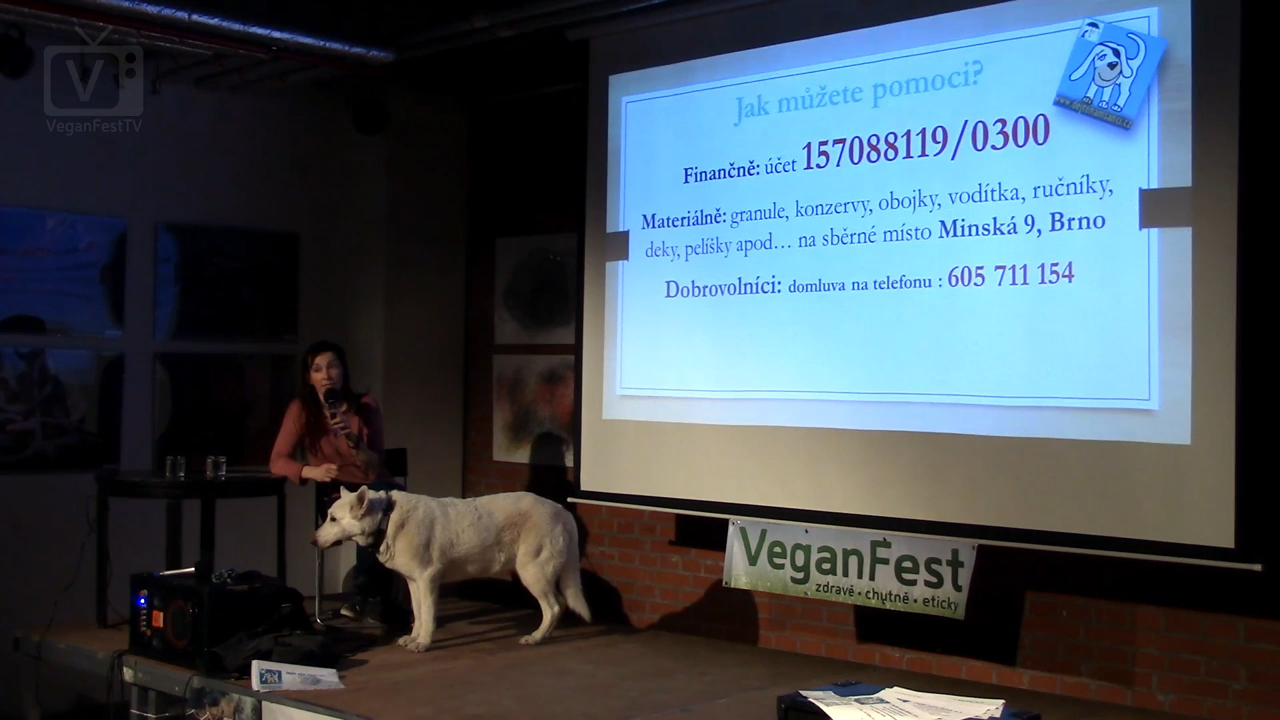 V
VeganFestTV
Jak můžete pomoci?
Finančně: účet 157088119/0300
Materiálně: granule, konzervy, obojky, vodítka, ručníky,
deky, pelíšky apod... na sběrné místo Minská 9, Brno
Dobrovolníci: domluva na telefonu : 605 711 154
VeganFest
zdravě • chutně • eticky